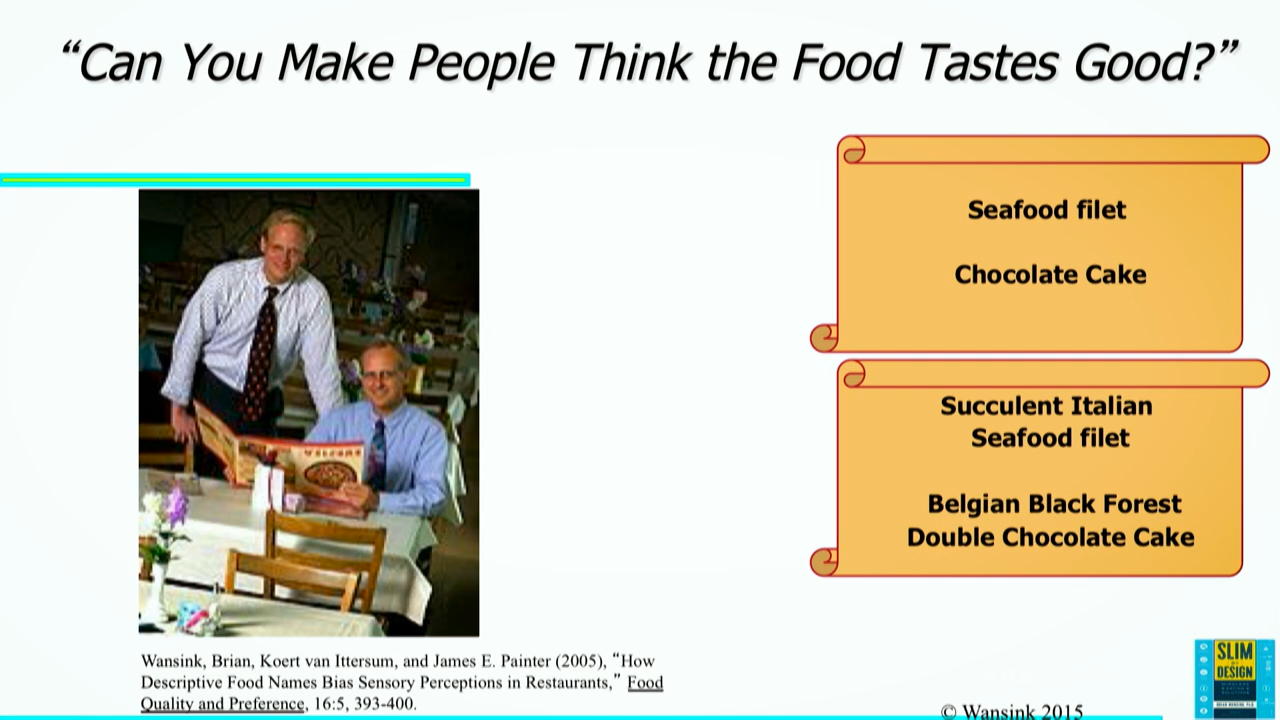 “Can You Make People Think the Food Tastes Good?”
Seafood filet
Chocolate Cake
Succulent Italian
Seafood filet
Belgian Black Forest
Double Chocolate Cake
WELCOME
Wansink, Brian, Koert van Ittersum, and James E. Painter (2005), “How
Descriptive Food Names Bias Sensory Perceptions in Restaurants,” Food
Quality and Preference, 16:5, 393-400.
© Wansink 2015
SLIM
BY
DESIGN